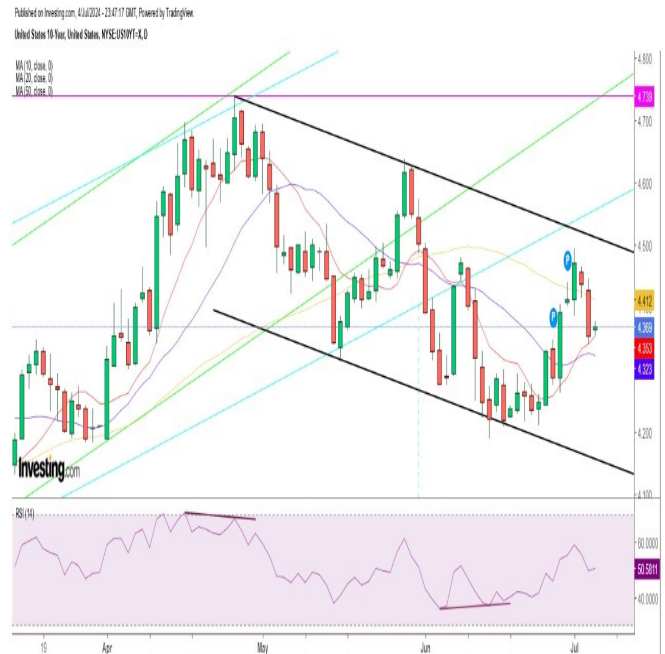 Published on Investing.com, 4/Jul/2024 - 23:47:17 GMT, Powered by TradingView.
United States 10-Year, United States, NYSE:US10YT=X, D
MA (10, close, 0)
MA (20, close, 0)
MA (50, close, 0)
4.800
4.739
4.700
4.600
4.500
P
4.412
P
4.369
4.353
4.323
4.200
4.100
Investing.com
RSI (14)
60.0000
50.5811
40.0000
19 Apr May Jun Jul